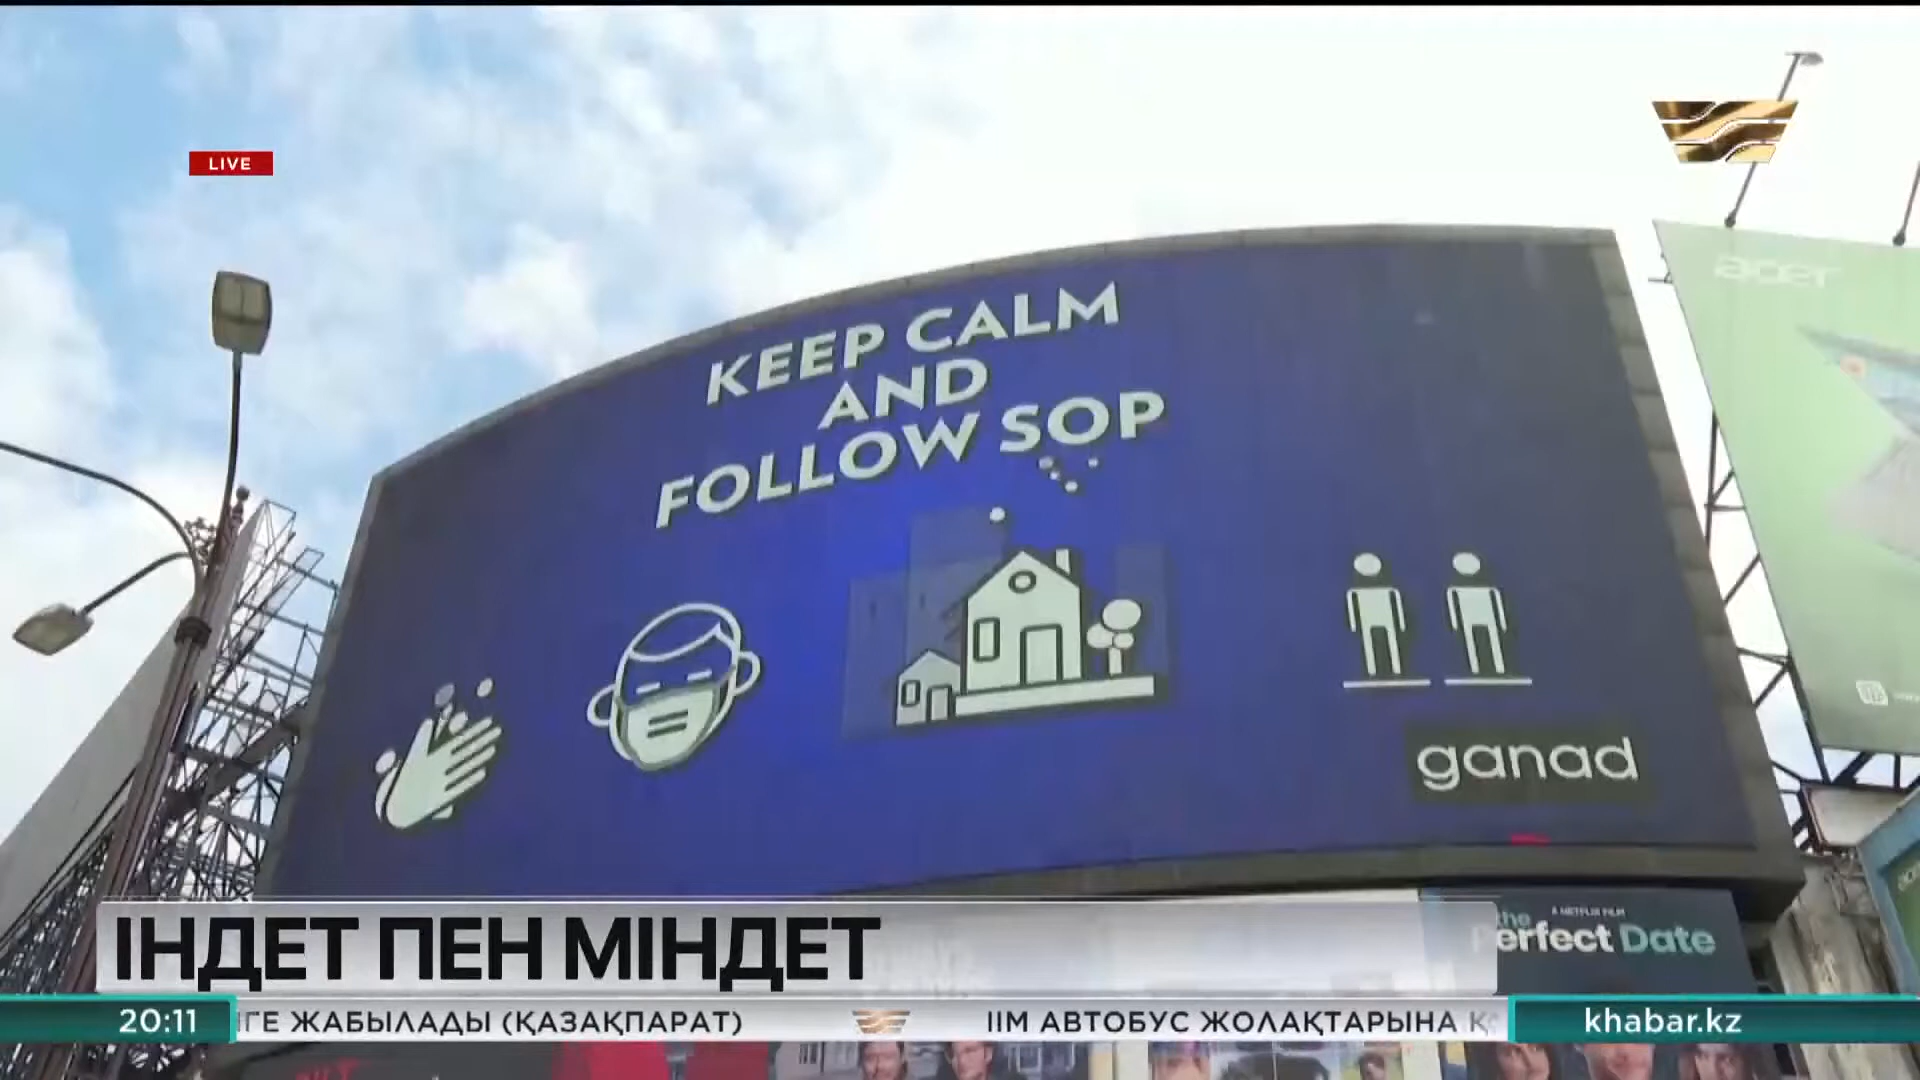 LIVE
acer
KEEP CALM
AND
FOLLOW SOP
ganad
ІНДЕТ ПЕН МІНДЕТ
A NETFLIX FILM
the
Perfect Date
20:11
ГЕ ЖАБЫЛАДЫ (ҚАЗАҚПАРАТ)
ІІМ АВТОБУС ЖОЛАҚТАРЫНА
khabar.kz